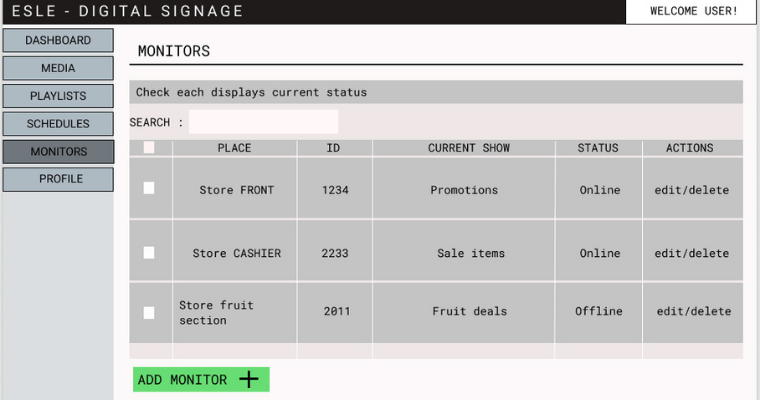 ESLE - DIGITAL SIGNAGE
WELCOME USER!
DASHBOARD
MEDIA
PLAYLISTS
SCHEDULES
MONITORS
PROFILE
MONITORS
Check each displays current status
SEARCH :
PLACE ID CURRENT SHOW STATUS ACTIONS
Store FRONT 1234 Promotions Online edit/delete
Store CASHIER 2233 Sale items Online edit/delete
Store fruit section 2011 Fruit deals Offline edit/delete
ADD MONITOR +